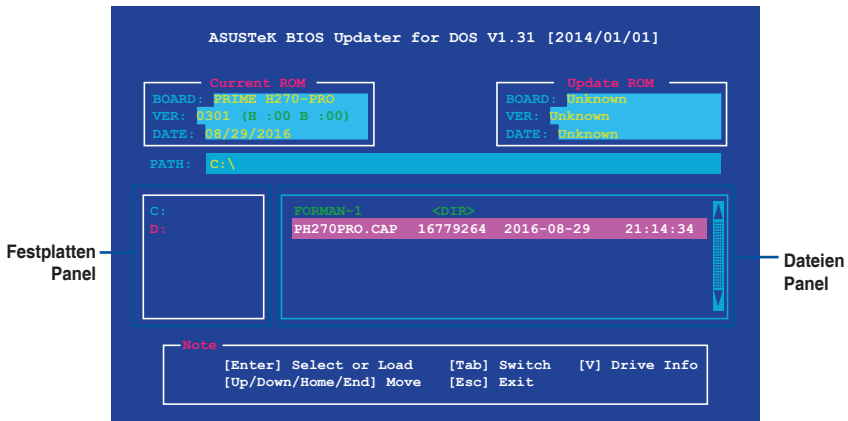 ASUSTeK BIOS Updater for DOS V1.31 [2014/01/01]
Current ROM
BOARD: PRIME H270-PRO
VER: 0301 (H :00 B :00)
DATE: 08/29/2016
Update ROM
BOARD: Unknown
VER: Unknown
DATE: Unknown
PATH: C:\
C:
D:
FORMAN~1 <DIR>
PH270PRO.CAP 16779264 2016-08-29 21:14:34
Festplatten
Panel
Dateien
Panel
Note
[Enter] Select or Load [Tab] Switch [V] Drive Info
[Up/Down/Home/End] Move [Esc] Exit